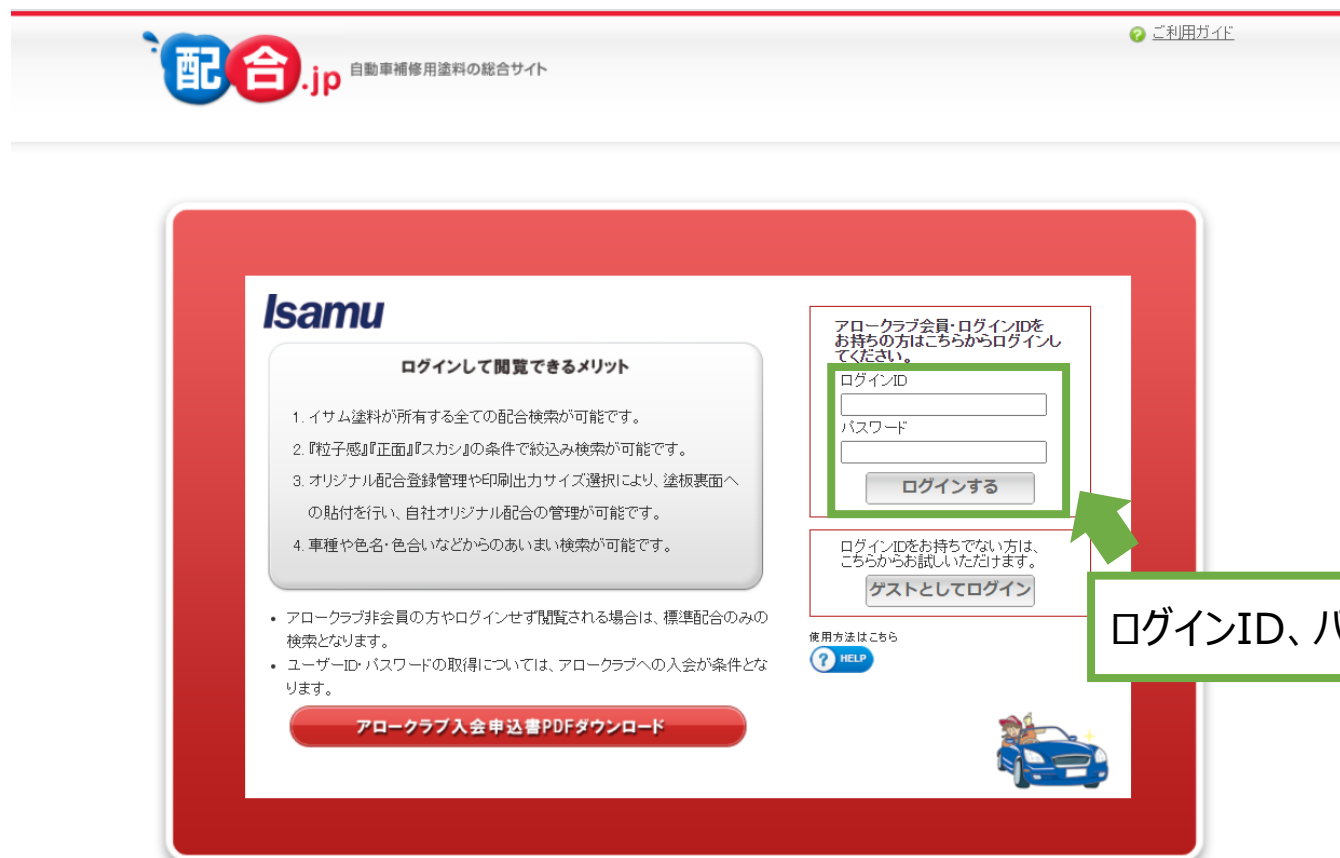 ご利用ガイド
配合.jp 自動車補修用塗料の総合サイト
Isamu
ログインして閲覧できるメリット
1. イサム塗料が所有する全ての配合検索が可能です。
2. 『粒子感』『正面』『スカシ』の条件で絞込み検索が可能です。
3. オリジナル配合登録管理や印刷出力サイズ選択により、塗板裏面へ
の貼付を行い、自社オリジナル配合の管理が可能です。
4. 車種や色名・色合いなどからのあいまい検索が可能です。
• アロークラブ非会員の方やログインせず閲覧される場合は、標準配合のみの
検索となります。
• ユーザーID・パスワードの取得については、アロークラブへの入会が条件とな
ります。
アロークラブ入会申込書PDFダウンロード
アロークラブ会員・ログインIDを
お持ちの方はこちらからログインし
てください。
ログインID
パスワード
ログインする
ログインIDをお持ちでない方は、
こちらからお試しいただけます。
ゲストとしてログイン
使用方法はこちら
? HELP
ログインID、パ